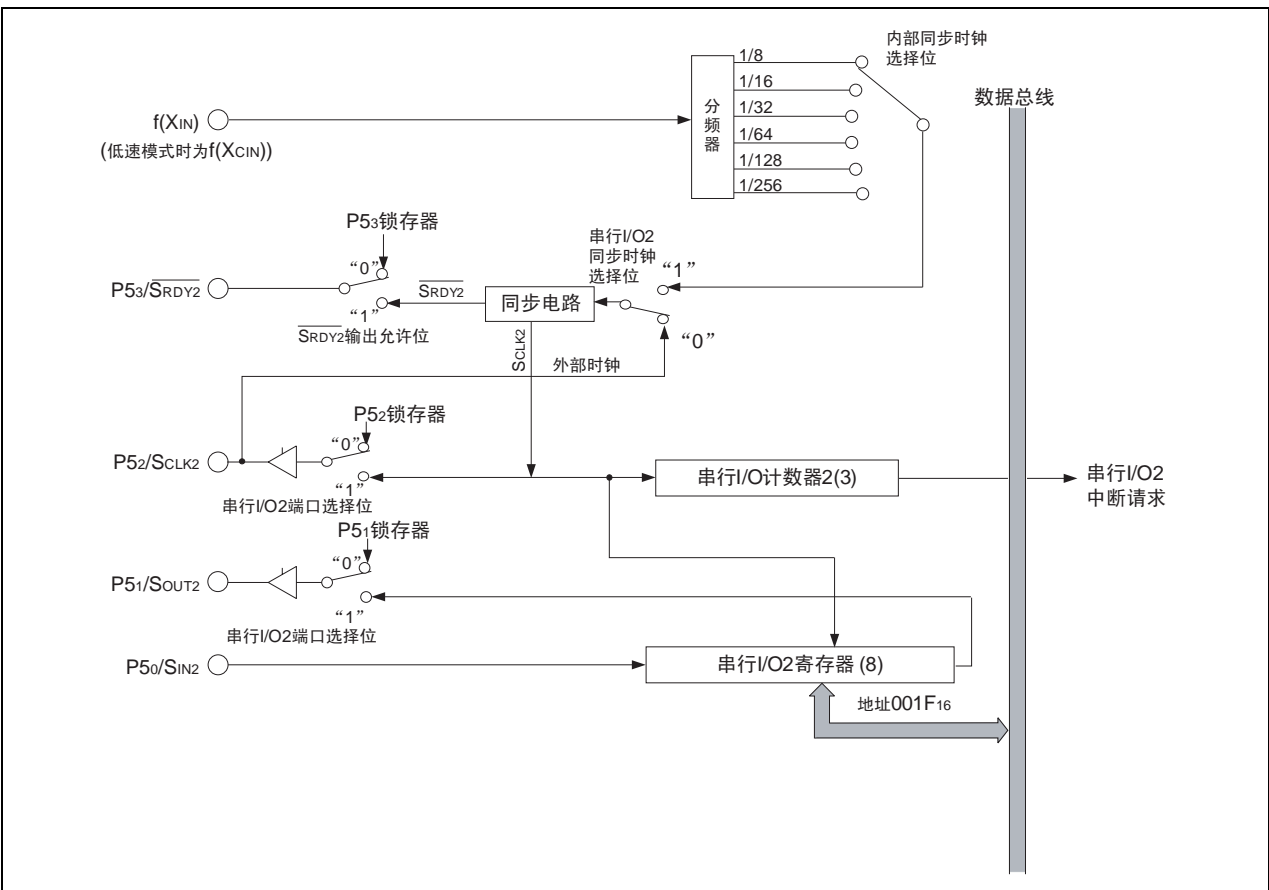 内部同步时钟
选择位
数据总线
1/8
1/16
1/32
1/64
1/128
1/256
分
频
器
f(XIN)
(低速模式时为f(XCIN))
P53锁存器
“0”
P53/SRDY2
“1”
SRDY2
SRDY2输出允许位
同步电路
串行I/O2
同步时钟
选择位
“1”
“0”
SCLK2
外部时钟
P52锁存器
“0”
P52/SCLK2
“1”
串行I/O2端口选择位
串行I/O计数器2(3)
串行I/O2
中断请求
P51锁存器
“0”
P51/SOUT2
“1”
串行I/O2端口选择位
P50/SIN2
串行I/O2寄存器 (8)
地址001F16